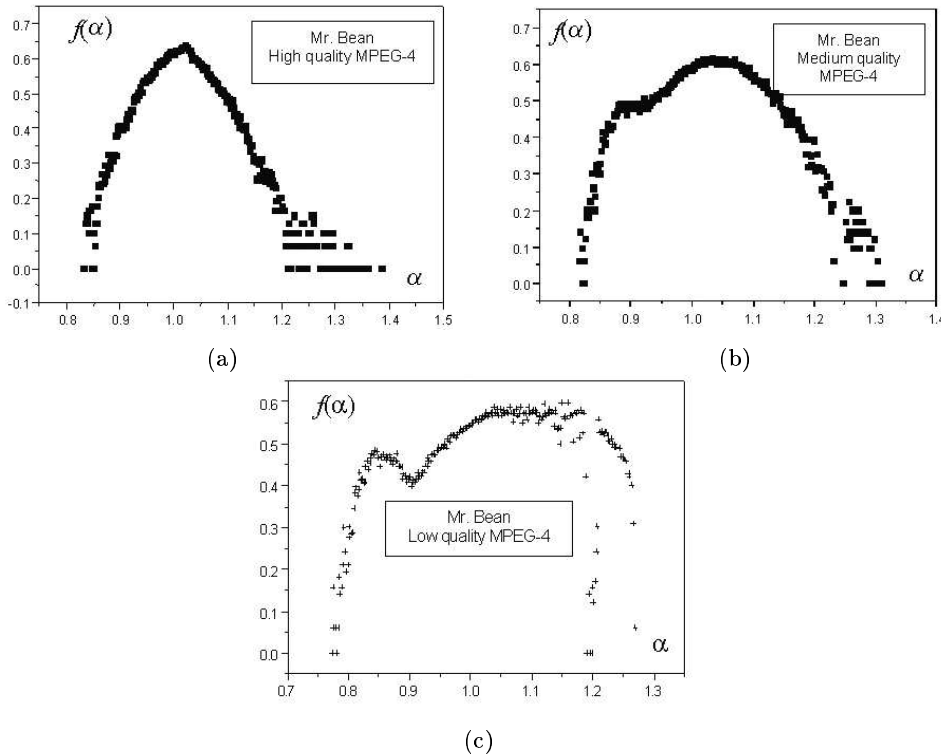 f(α)
Mr. Bean
High quality MPEG-4
0.7
0.6
0.5
0.4
0.3
0.2
0.1
0.0
-0.1
α
0.8 0.9 1.0 1.1 1.2 1.3 1.4 1.5
(a)
f(α)
Mr. Bean
Medium quality
MPEG-4
0.7
0.6
0.5
0.4
0.3
0.2
0.1
0.0
α
0.8 0.9 1.0 1.1 1.2 1.3 1.4
(b)
f(α)
Mr. Bean
Low quality MPEG-4
0.6
0.5
0.4
0.3
0.2
0.1
0.0
α
0.7 0.8 0.9 1.0 1.1 1.2 1.3
(c)